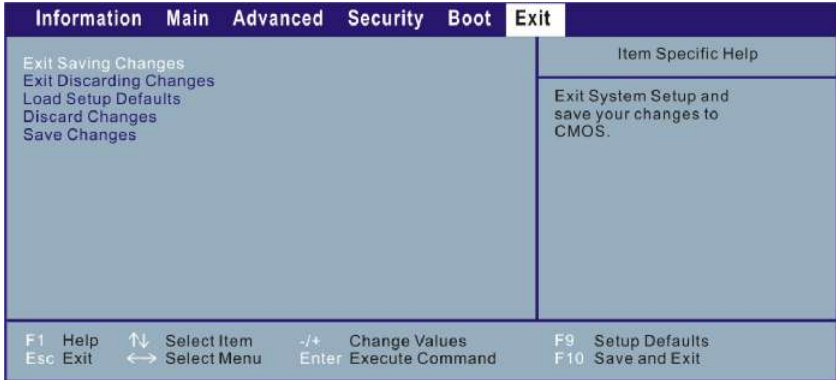 Information Main Advanced Security Boot Exit
Exit Saving Changes
Exit Discarding Changes
Load Setup Defaults
Discard Changes
Save Changes
Item Specific Help
Exit System Setup and
save your changes to
CMOS.
F1 Help ↑↓ Select Item -/+ Change Values F9 Setup Defaults
Esc Exit ←→ Select Menu Enter Execute Command F10 Save and Exit